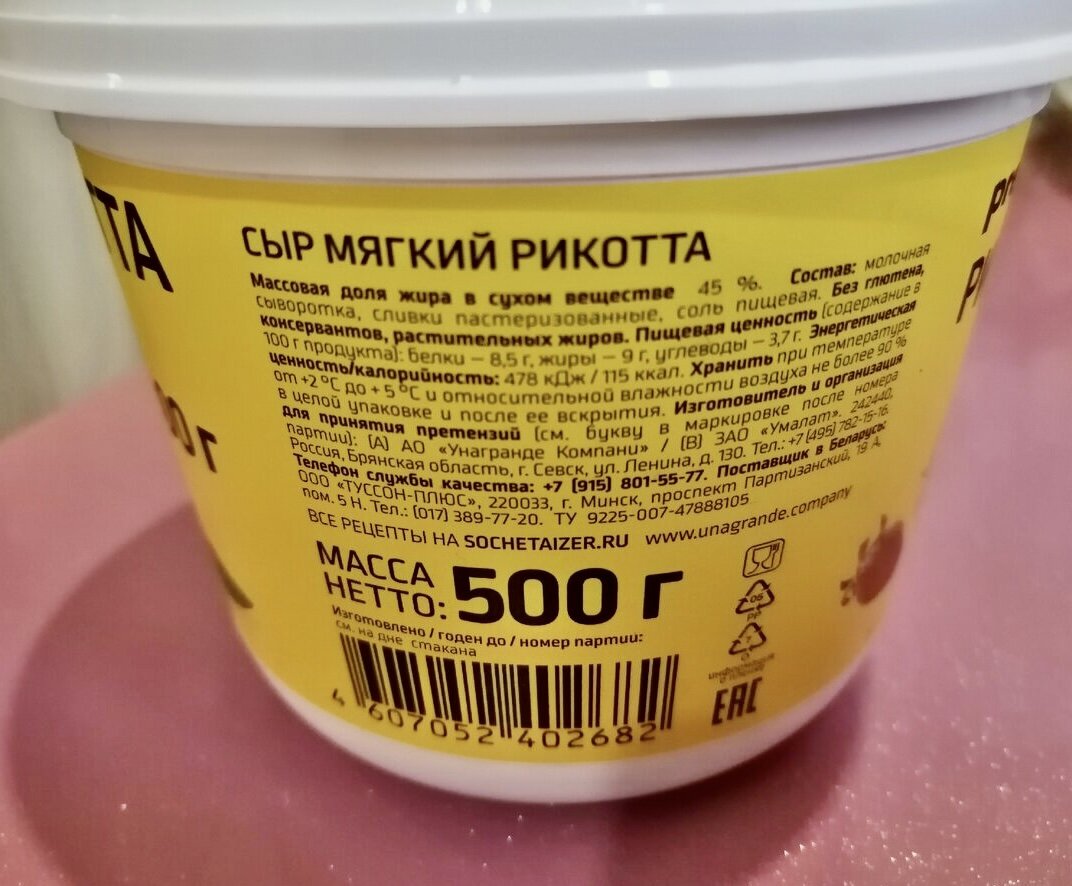 СЫР МЯГКИЙ РИКОТТА
Массовая доля жира в сухом веществе 45 %. Состав: молочная
сыворотка, сливки пастеризованные, соль пищевая. Без глютена,
консервантов, растительных жиров. Пищевая ценность (содержание в
100 г продукта): белки – 8,5 г, жиры – 9 г, углеводы – 3,7 г. Энергетическая
ценность/калорийность: 478 кДж / 115 ккал. Хранить при температуре
от +2 °С до + 5 °С и относительной влажности воздуха не более 90 %
в целой упаковке и после ее вскрытия. Изготовитель и организация
для принятия претензий (см. букву в маркировке после номера
партии): (А) АО «Унагранде Компани» / (В) ЗАО «Умалат». 242440,
Россия, Брянская область, г. Севск, ул. Ленина, д. 130. Тел.: +7 (495) 782-15-16.
Телефон службы качества: +7 (915) 801-55-77. Поставщик в Беларусь:
ООО «ТУССОН-ПЛЮС», 220033, г. Минск, проспект Партизанский, 19 А,
пом. 5 Н. Тел.: (017) 389-77-20. ТУ 9225-007-47888105
ВСЕ РЕЦЕПТЫ НА SOCHETAIZER.RU www.unagrande.company
МАССА
НЕТТО: 500 г
Изготовлено / годен до / номер партии:
см. на дне стакана
4 607052 402682
05
PP
7
информация
о пленке
EAC